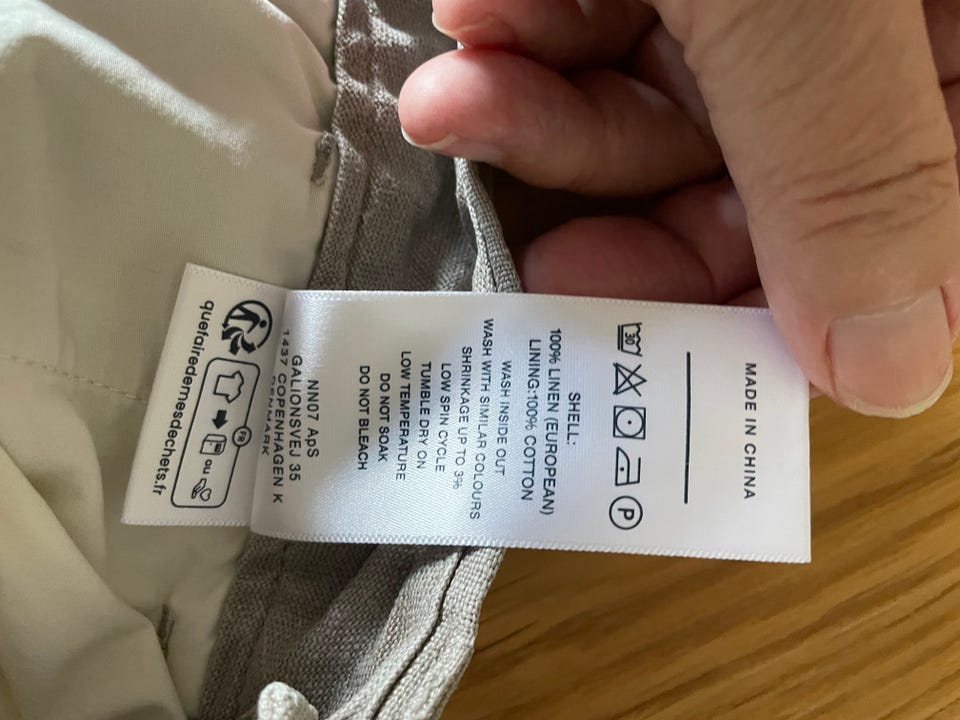 MADE IN CHINA
30
P
SHELL:
100% LINEN (EUROPEAN)
LINING:100% COTTON
WASH INSIDE OUT
WASH WITH SIMILAR COLOURS
SHRINKAGE UP TO 3%
LOW SPIN CYCLE
TUMBLE DRY ON
LOW TEMPERATURE
DO NOT SOAK
DO NOT BLEACH
NN07 ApS
GALIONSVEJ 35
1437 COPENHAGEN K
DENMARK
FR
OU
quefairedemesdechets.fr